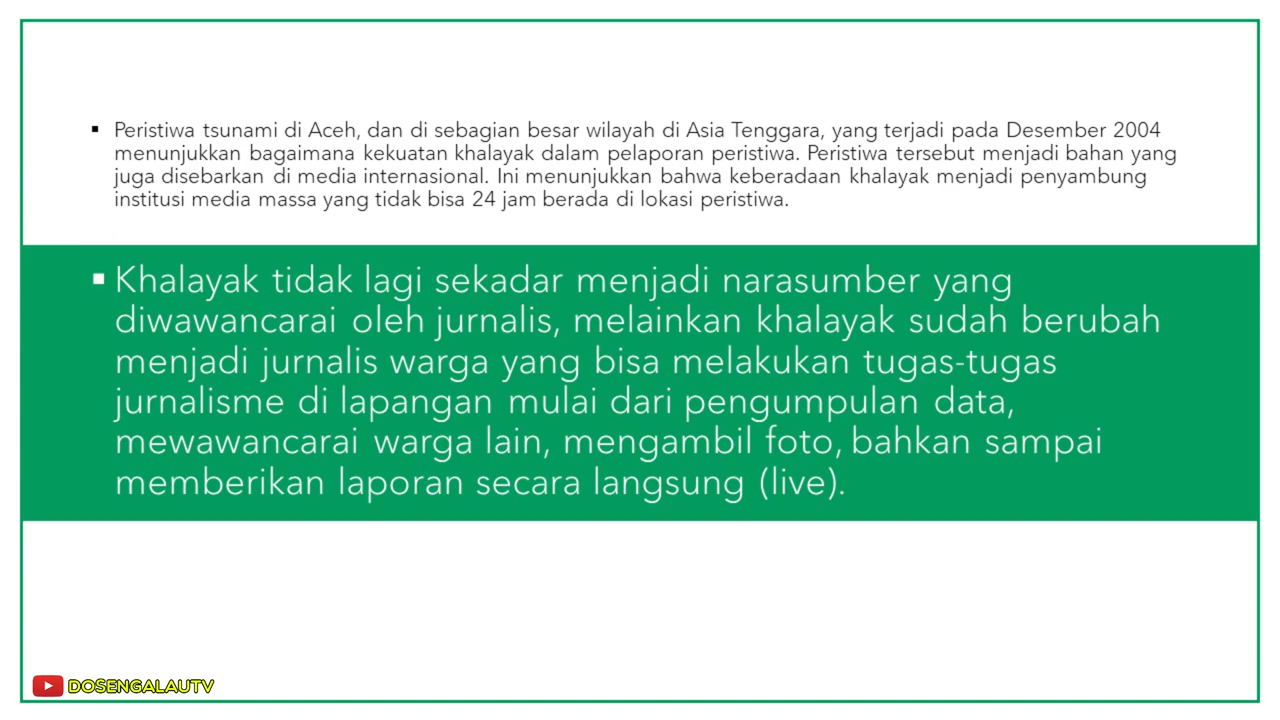 ▪ Peristiwa tsunami di Aceh, dan di sebagian besar wilayah di Asia Tenggara, yang terjadi pada Desember 2004
menunjukkan bagaimana kekuatan khalayak dalam pelaporan peristiwa. Peristiwa tersebut menjadi bahan yang
juga disebarkan di media internasional. Ini menunjukkan bahwa keberadaan khalayak menjadi penyambung
institusi media massa yang tidak bisa 24 jam berada di lokasi peristiwa.
▪ Khalayak tidak lagi sekadar menjadi narasumber yang
diwawancarai oleh jurnalis, melainkan khalayak sudah berubah
menjadi jurnalis warga yang bisa melakukan tugas-tugas
jurnalisme di lapangan mulai dari pengumpulan data,
mewawancarai warga lain, mengambil foto, bahkan sampai
memberikan laporan secara langsung (live).
DOSENGALAUTV